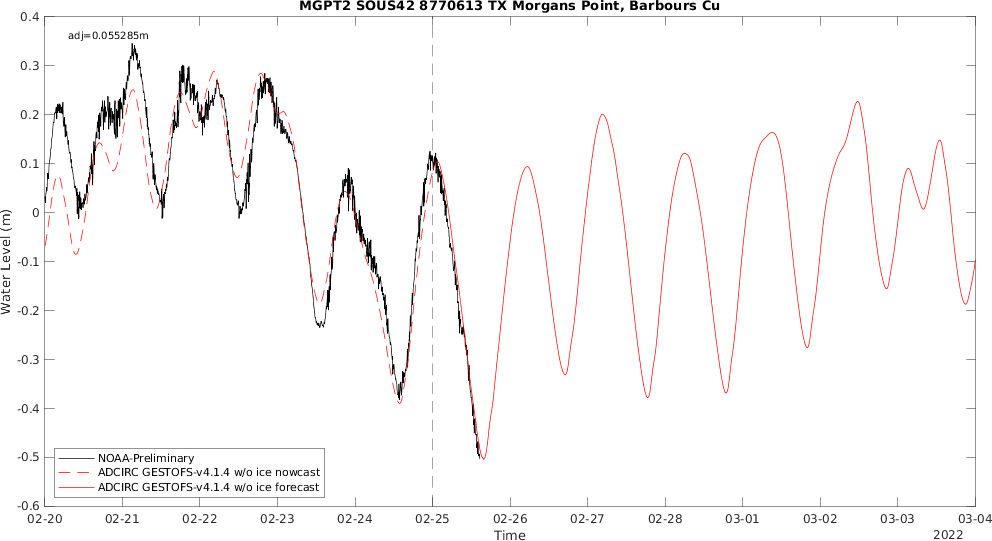 MGPT2 SOUS42 8770613 TX Morgans Point, Barbours Cu
adj=0.055285m
0.4
0.3
0.2
0.1
0
-0.1
-0.2
-0.3
-0.4
-0.5
-0.6
Water Level (m)
NOAA-Preliminary
ADCIRC GESTOFS-v4.1.4 w/o ice nowcast
ADCIRC GESTOFS-v4.1.4 w/o ice forecast
02-20 02-21 02-22 02-23 02-24 02-25 02-26 02-27 02-28 03-01 03-02 03-03 03-04
Time
2022